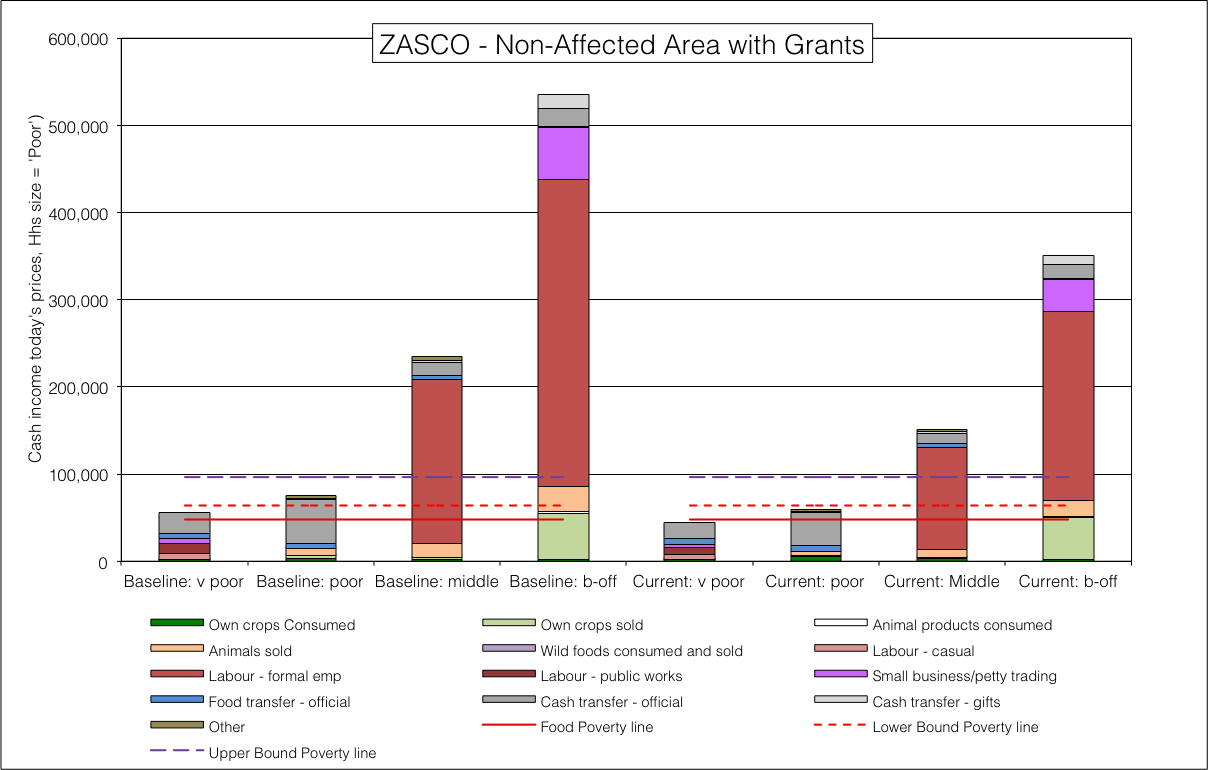 ZASCO - Non-Affected Area with Grants
Cash income today's prices, Hhs size = 'Poor')
600,000
500,000
400,000
300,000
200,000
100,000
0
Baseline: v poor Baseline: poor Baseline: middle Baseline: b-off Current: v poor Current: poor Current: Middle Current: b-off
Own crops Consumed Own crops sold Animal products consumed
Animals sold Wild foods consumed and sold Labour - casual
Labour - formal emp Labour - public works Small business/petty trading
Food transfer - official Cash transfer - official Cash transfer - gifts
Other Food Poverty line Lower Bound Poverty line
Upper Bound Poverty line